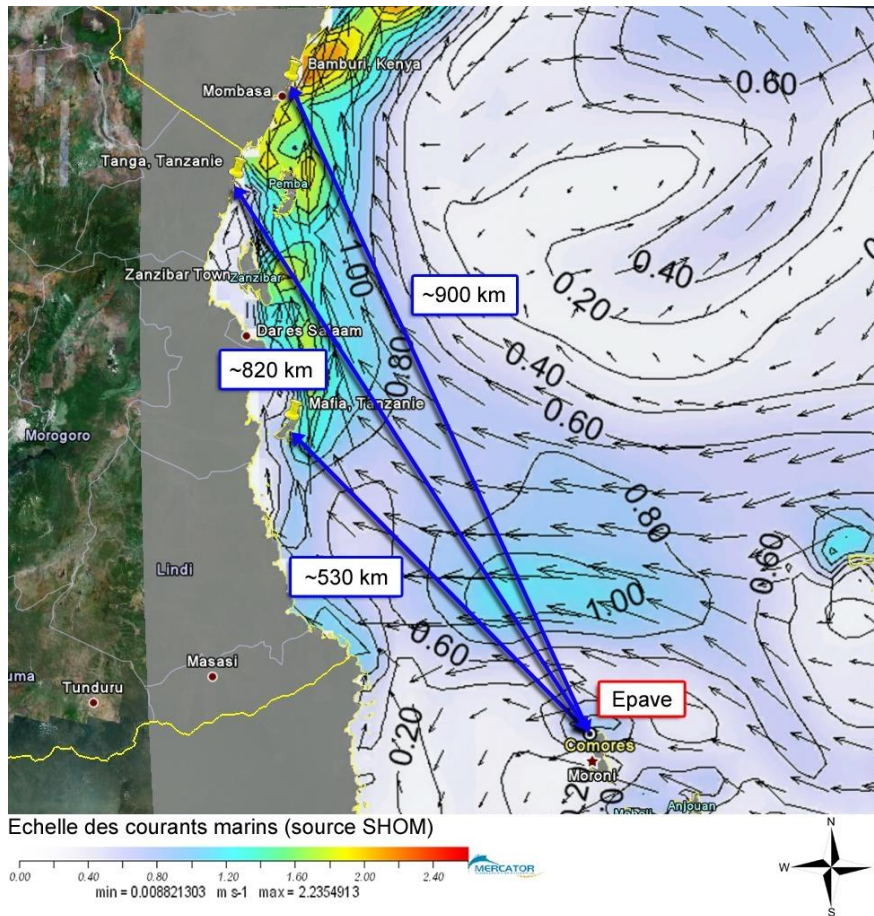 Bamburi, Kenya
0.60
Mombasa
Tanga, Tanzanie
Pemba
1.00
0.40
Zanzibar Town
Zanzibar
~900 km
0.20
Dar es Salaam
0.40
~820 km
0.80
Mafia, Tanzanie
0.60
Morogoro
0.80
0.60
Lindi
~530 km
1.00
0.60
Masasi
uma
Tunduru
Epave
0.20
Comores
Moroni
Anjouan
Echelle des courants marins (source SHOM)
N
W
E
S
MERCATOR
0.00 0.40 0.80 1.20 1.60 2.00 2.40
min = 0.008821303 m s-1 max = 2.2354913